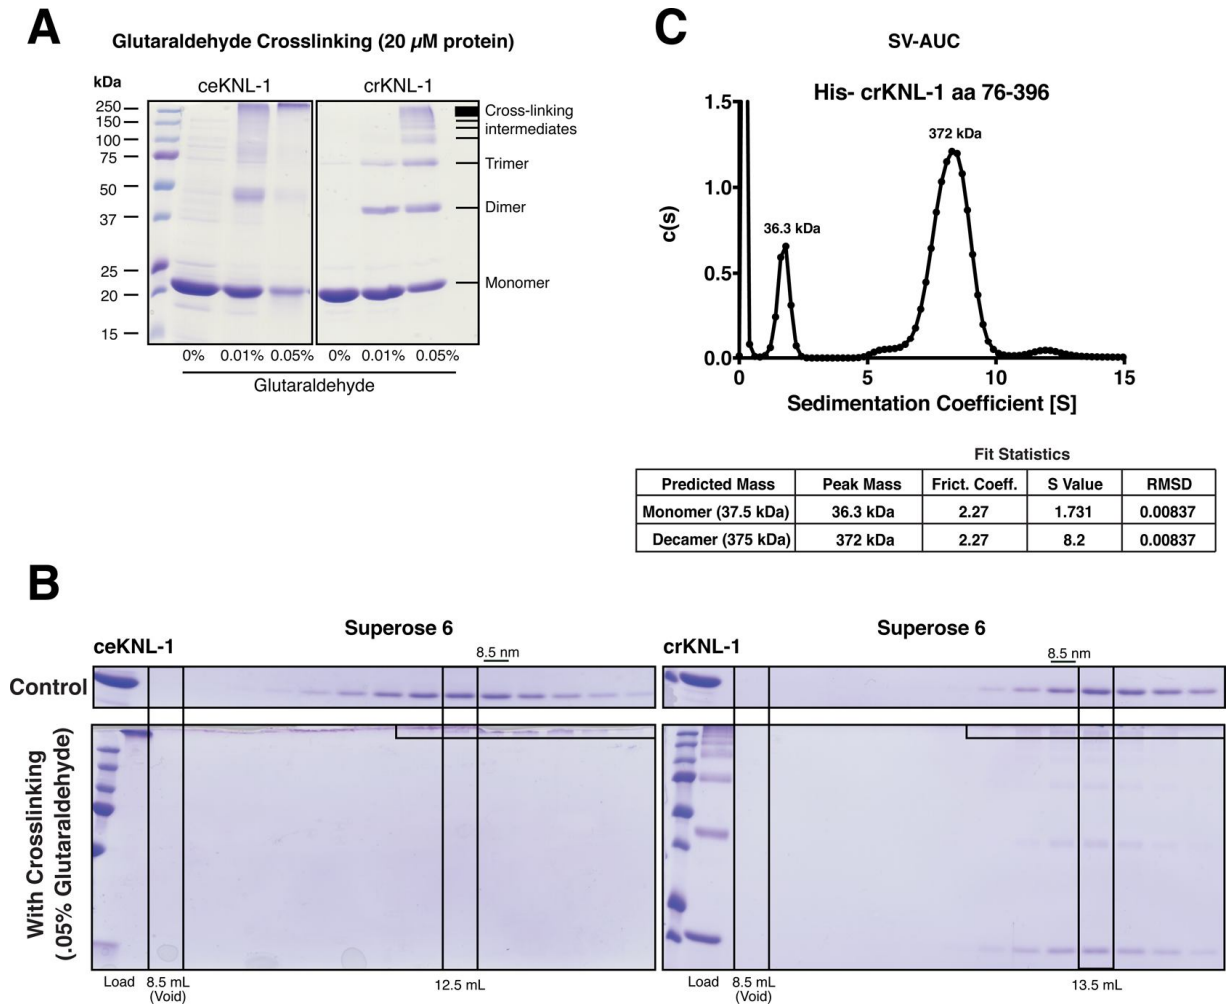 A
Glutaraldehyde Crosslinking (20 µM protein)
kDa
ceKNL-1
crKNL-1
250
150
100
75
50
37
25
20
15
Cross-linking
intermediates
Trimer
Dimer
Monomer
0% 0.01% 0.05% 0% 0.01% 0.05%
Glutaraldehyde
C
SV-AUC
His- crKNL-1 aa 76-396
1.5
1.0
0.5
0.0
c(s)
372 kDa
36.3 kDa
0 5 10 15
Sedimentation Coefficient [S]
Fit Statistics
Predicted Mass Peak Mass Frict. Coeff. S Value RMSD
Monomer (37.5 kDa) 36.3 kDa 2.27 1.731 0.00837
Decamer (375 kDa) 372 kDa 2.27 8.2 0.00837
B
ceKNL-1
Superose 6
8.5 nm
crKNL-1
Superose 6
8.5 nm
Control
With Crosslinking
(.05% Glutaraldehyde)
Load 8.5 mL 12.5 mL
(Void)
Load 8.5 mL 13.5 mL
(Void)